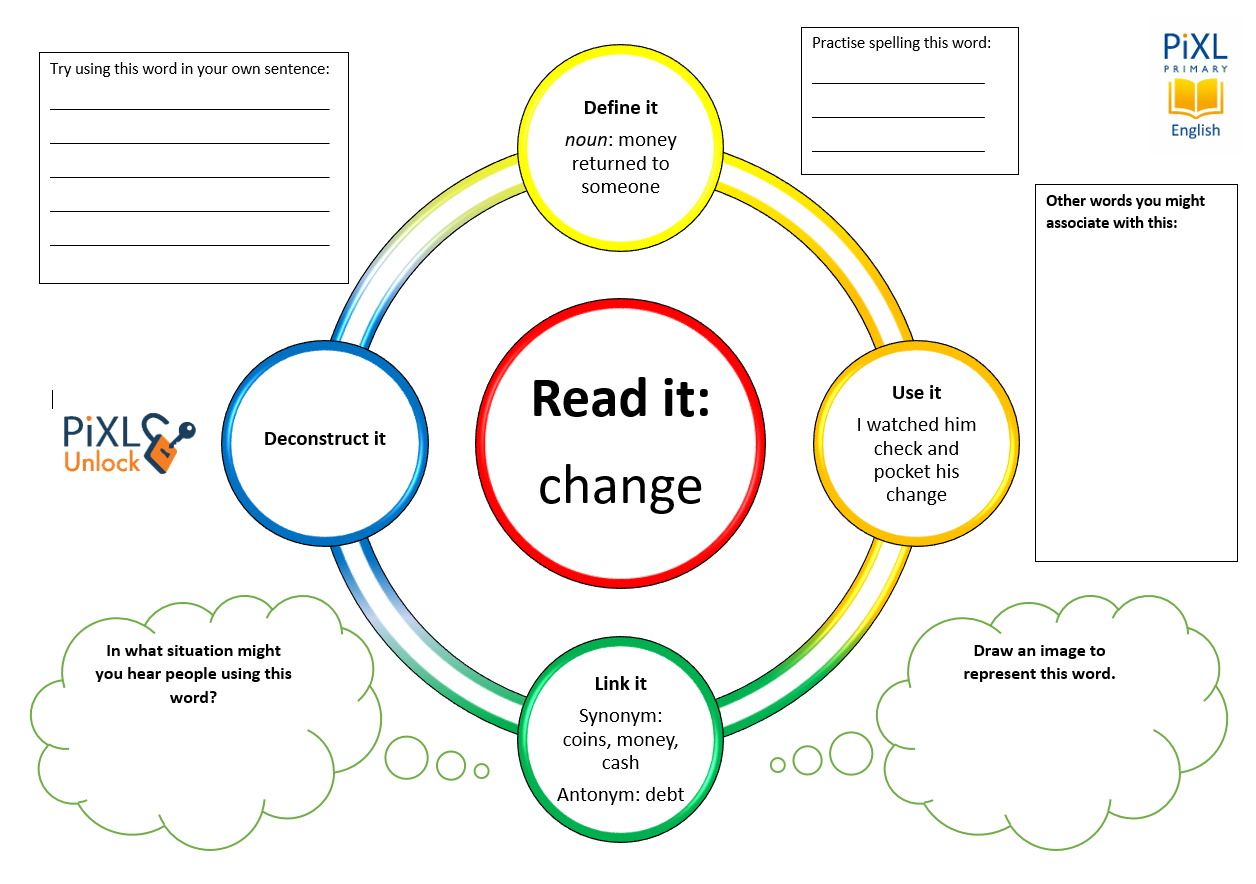 Try using this word in your own sentence:
Practise spelling this word:
PiXL
PRIMARY
English
Define it
noun: money
returned to
someone
Other words you might
associate with this:
Read it:
change
Deconstruct it
Use it
I watched him
check and
pocket his
change
PiXL
Unlock
In what situation might
you hear people using this
word?
Link it
Synonym:
coins, money,
cash
Antonym: debt
Draw an image to
represent this word.